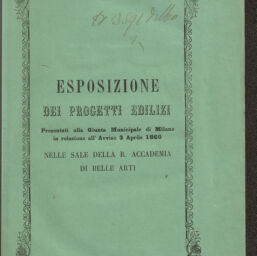 ESPOSIZIONE
DEI PROGETTI EDILIZI
Presentati alla Giunta Municipale di Milano
in relazione all'Avviso 3 Aprile 1860
NELLE SALE DELLA R. ACCADEMIA
DI BELLE ARTI